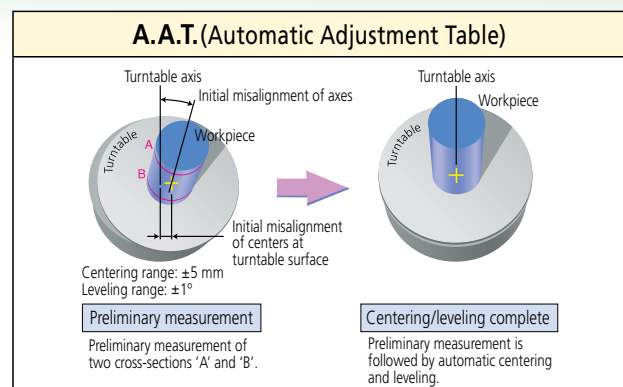 A.A.T.(Automatic Adjustment Table)
Turntable axis
Initial misalignment of axes
Workpiece
Turntable
A
B
Initial misalignment
of centers at
turntable surface
Centering range: ±5 mm
Leveling range: ±1º
Preliminary measurement
Preliminary measurement of
two cross-sections ‘A’ and ‘B’.
Turntable axis
Workpiece
Turntable
Centering/leveling complete
Preliminary measurement is
followed by automatic centering
and leveling.